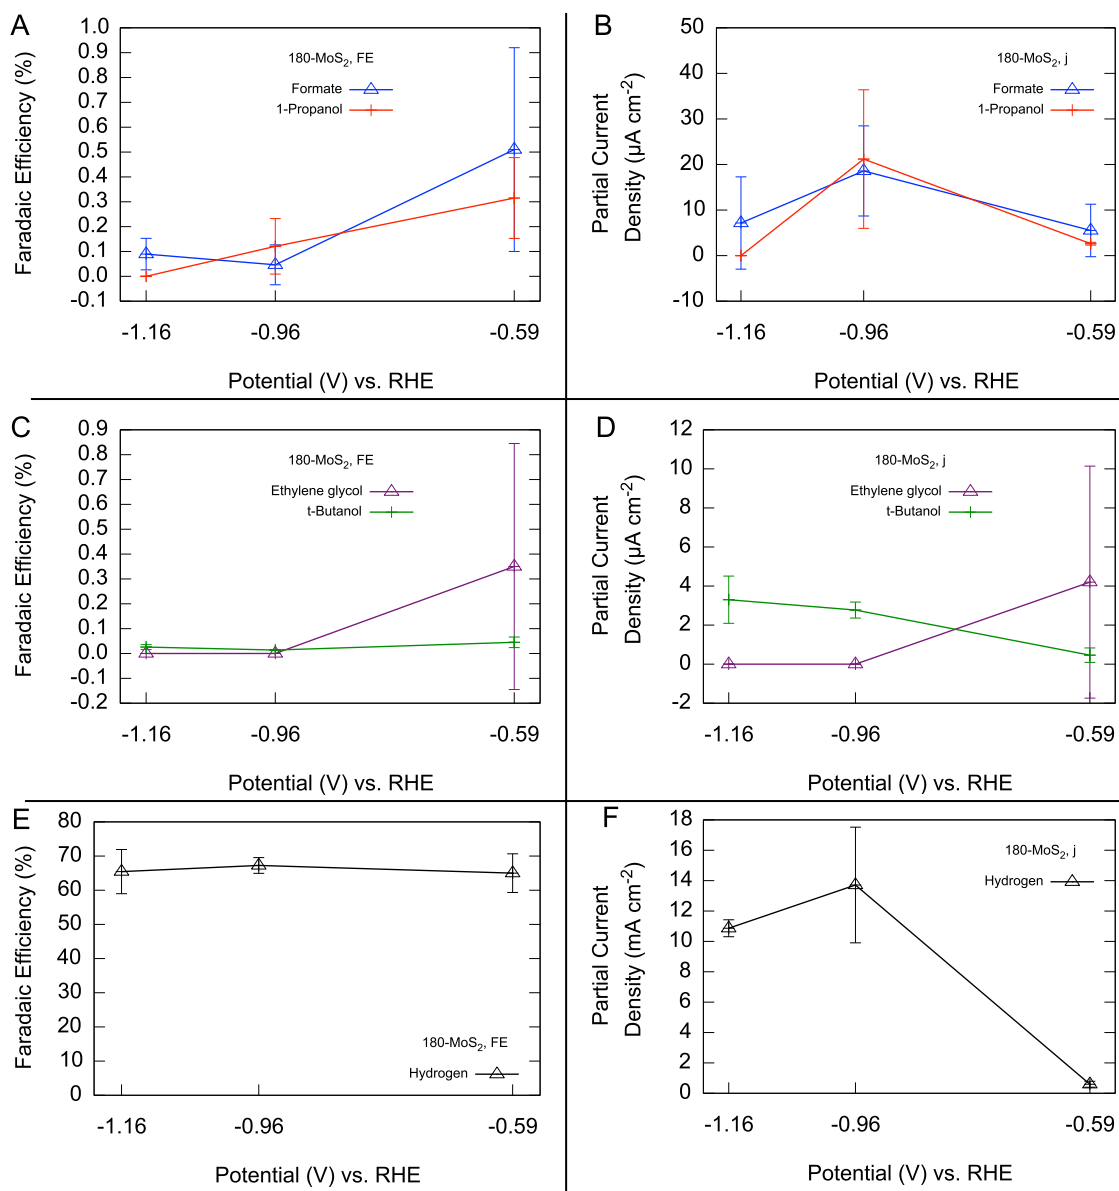 A
Faradaic Efficiency (%)
1.0
0.9
0.8
0.7
0.6
0.5
0.4
0.3
0.2
0.1
0.0
-0.1
180-MoS₂, FE
Formate
1-Propanol
-1.16 -0.96 -0.59
Potential (V) vs. RHE
B
Partial Current
Density (µA cm⁻²)
50
40
30
20
10
0
-10
180-MoS₂, j
Formate
1-Propanol
-1.16 -0.96 -0.59
Potential (V) vs. RHE
C
Faradaic Efficiency (%)
0.9
0.8
0.7
0.6
0.5
0.4
0.3
0.2
0.1
0.0
-0.1
-0.2
180-MoS₂, FE
Ethylene glycol
t-Butanol
-1.16 -0.96 -0.59
Potential (V) vs. RHE
D
Partial Current
Density (µA cm⁻²)
12
10
8
6
4
2
0
-2
180-MoS₂, j
Ethylene glycol
t-Butanol
-1.16 -0.96 -0.59
Potential (V) vs. RHE
E
Faradaic Efficiency (%)
80
70
60
50
40
30
20
10
0
180-MoS₂, FE
Hydrogen
-1.16 -0.96 -0.59
Potential (V) vs. RHE
F
Partial Current
Density (mA cm⁻²)
18
16
14
12
10
8
6
4
2
0
180-MoS₂, j
Hydrogen
-1.16 -0.96 -0.59
Potential (V) vs. RHE